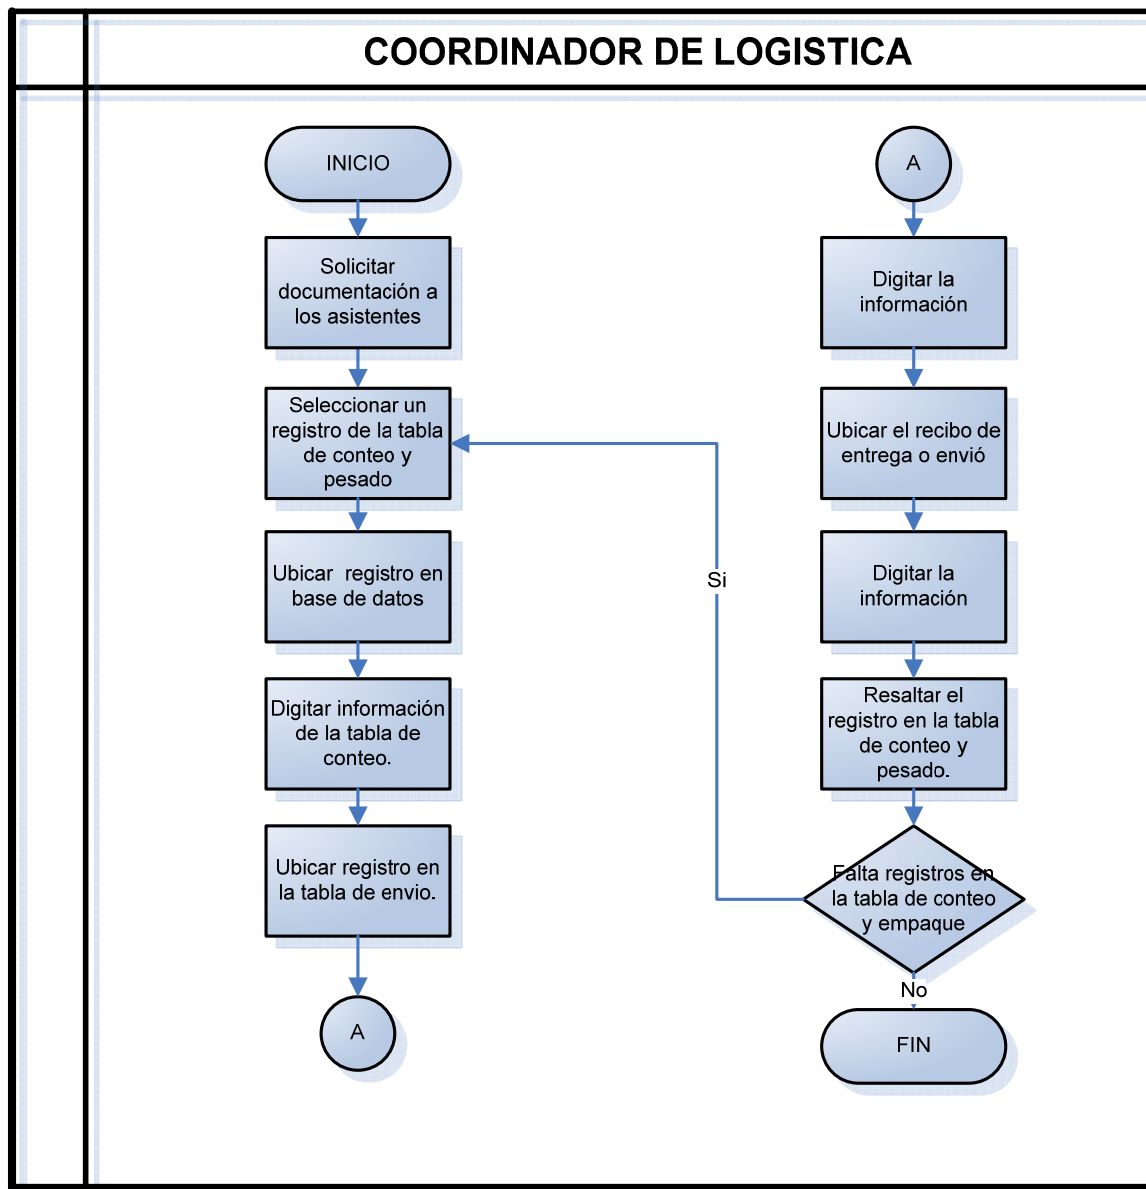 COORDINADOR DE LOGISTICA
INICIO
Solicitar
documentación a
los asistentes
Seleccionar un
registro de la tabla
de conteo y
pesado
Ubicar registro en
base de datos
Digitar información
de la tabla de
conteo.
Ubicar registro en
la tabla de envio.
A
A
Digitar la
información
Ubicar el recibo de
entrega o envió
Digitar la
información
Resaltar el
registro en la tabla
de conteo y
pesado.
Falta registros en
la tabla de conteo
y empaque
Si
No
FIN